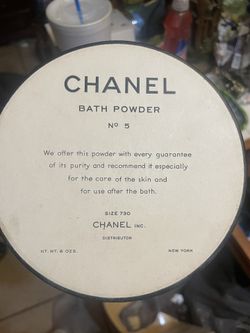 CHANEL
BATH POWDER
Nº 5
We offer this powder with every guarantee
of its purity and recommend it especially
for the care of the skin and
for use after the bath.
SIZE 730
CHANEL INC.
DISTRIBUTOR
NT. WT. 8 OZS.
NEW YORK